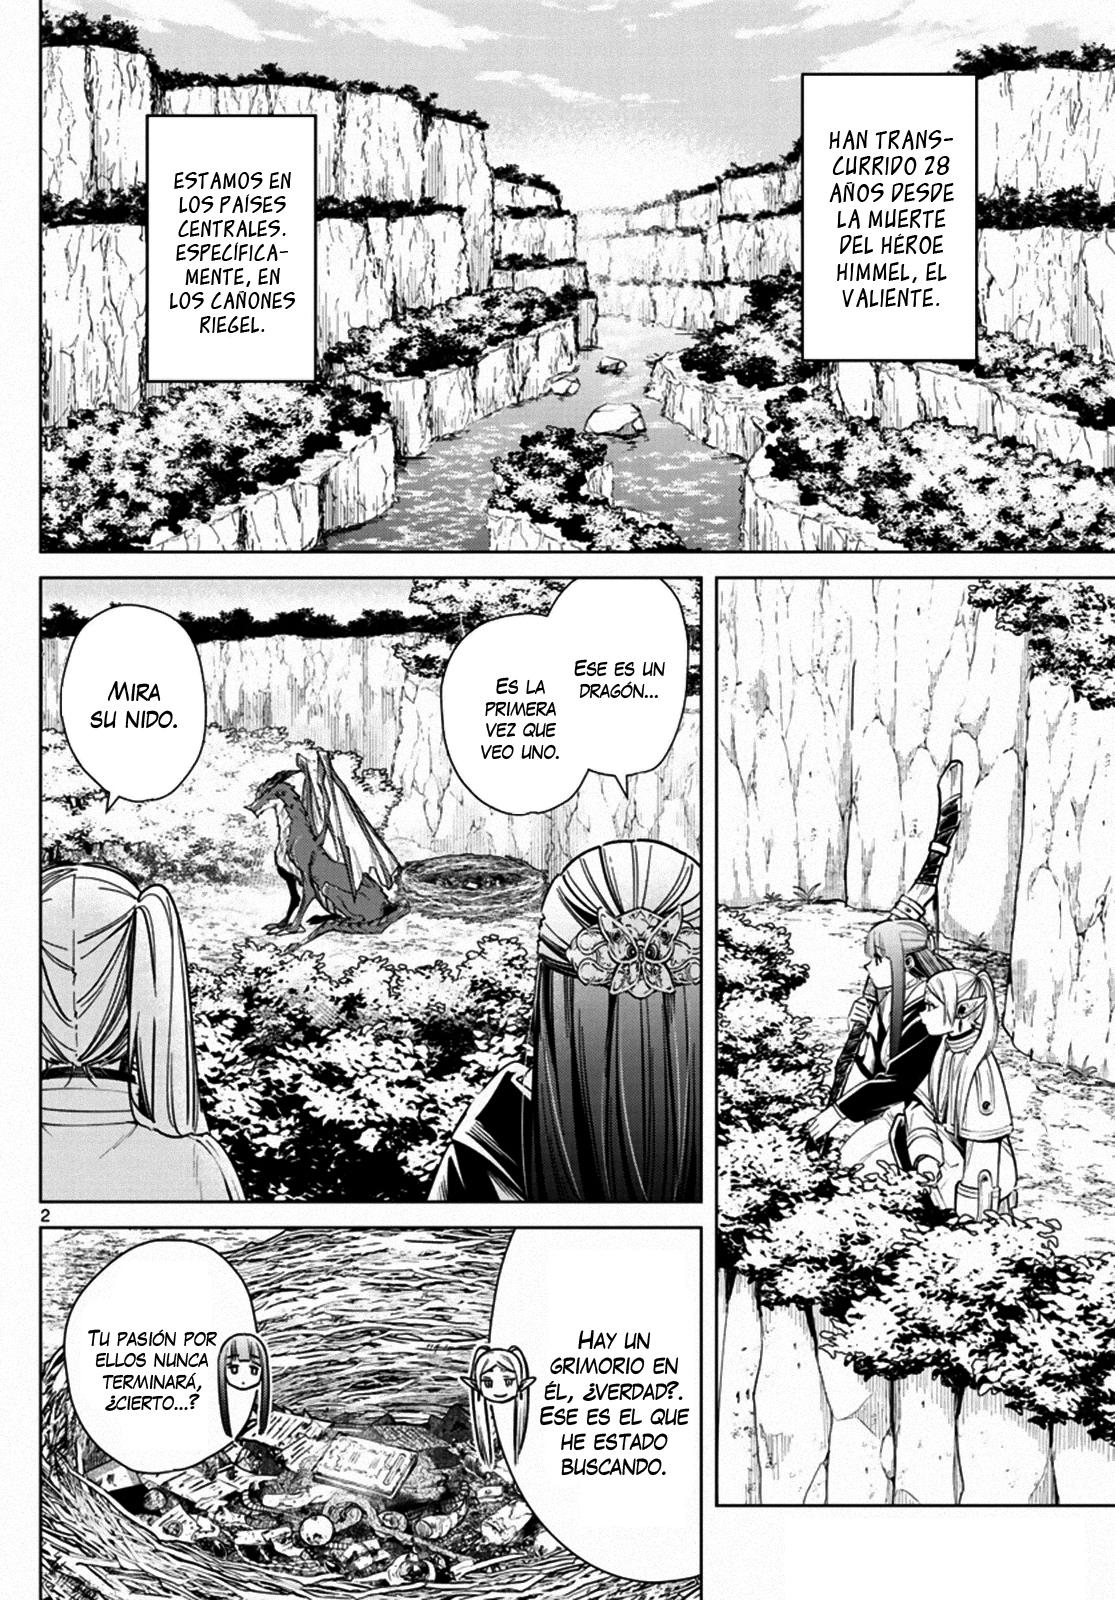 HAN TRANS-
CURRIDO 28
AÑOS DESDE
LA MUERTE
DEL HÉROE
HIMMEL, EL
VALIENTE.
ESTAMOS EN
LOS PAÍSES
CENTRALES.
ESPECÍFICA-
MENTE, EN
LOS CAÑONES
RIEGEL.
ESE ES UN
DRAGÓN...
ES LA
PRIMERA
VEZ QUE
VEO UNO.
MIRA
SU NIDO.
2
HAY UN
GRIMORIO EN
ÉL, ¿VERDAD?.
ESE ES EL QUE
HE ESTADO
BUSCANDO.
TU PASIÓN POR
ELLOS NUNCA
TERMINARÁ,
¿CIERTO...?